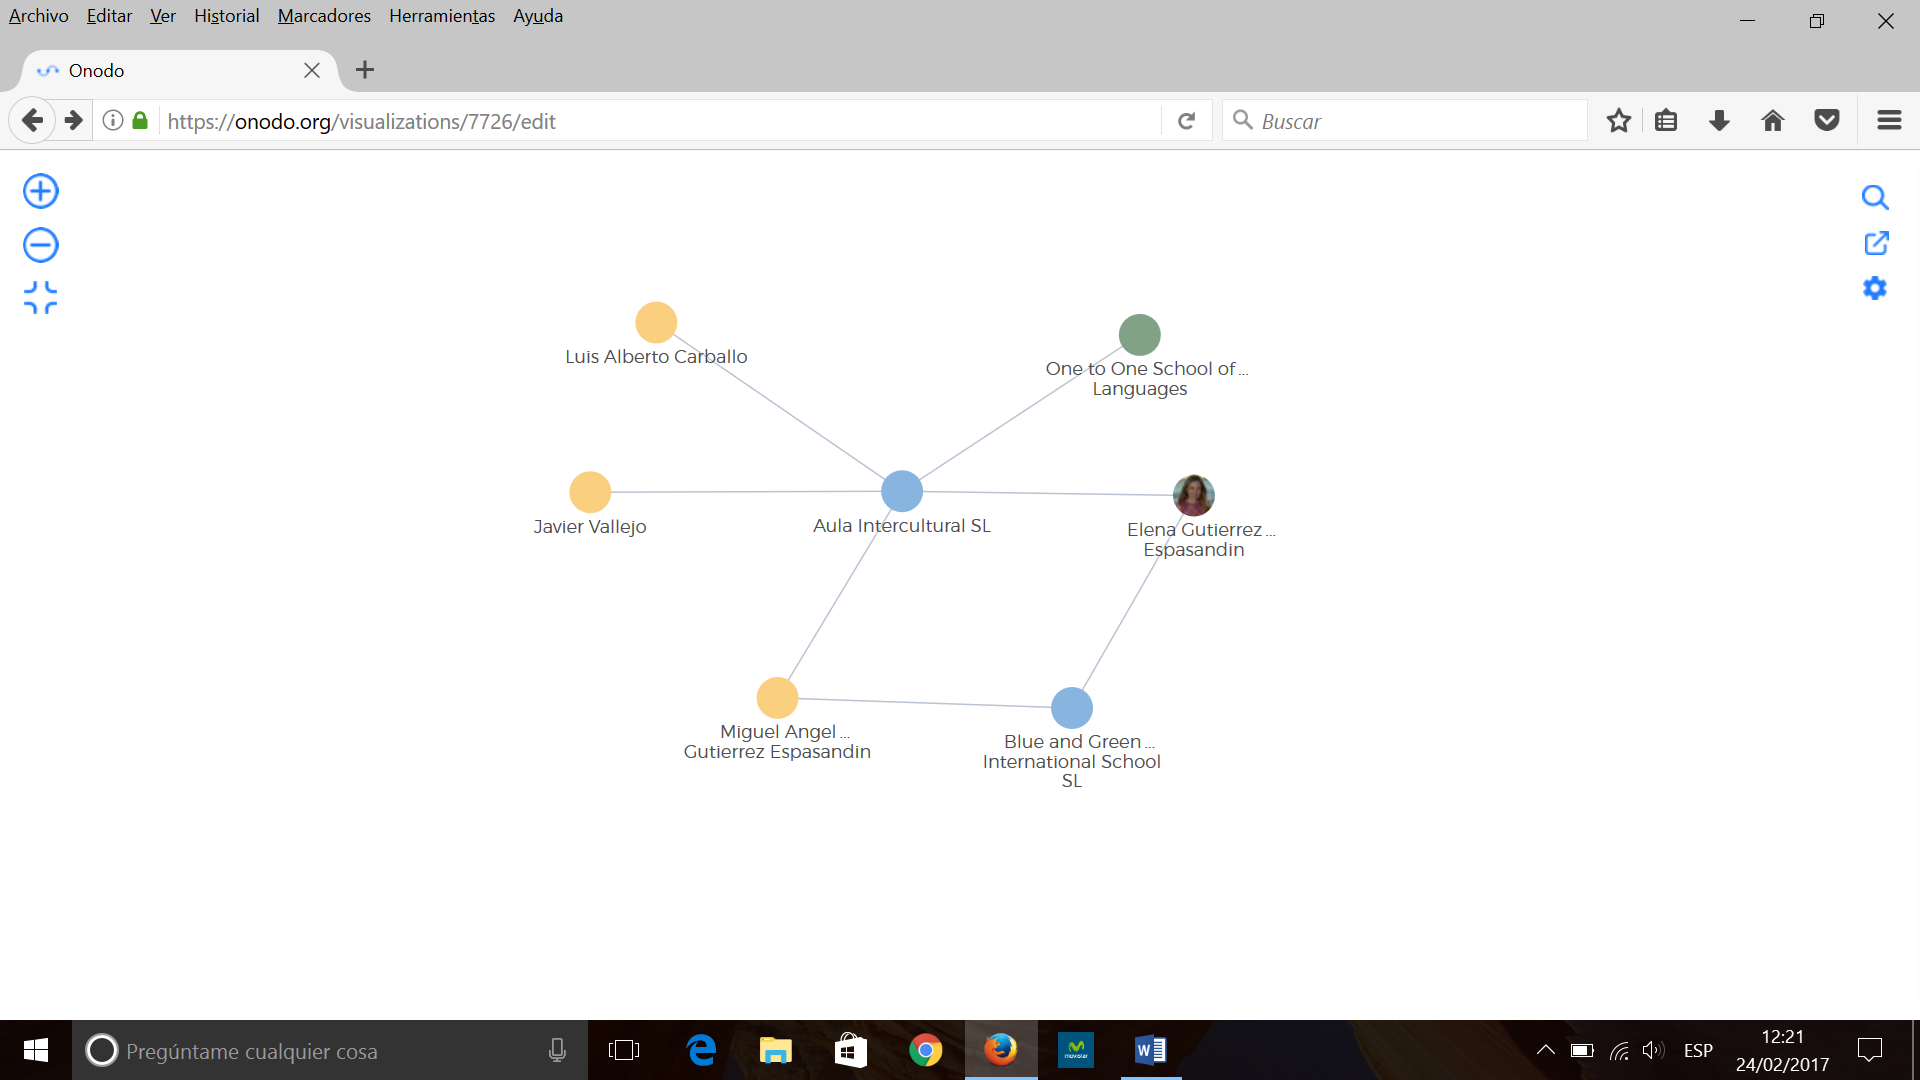 Archivo Editar Ver Historial Marcadores Herramientas Ayuda
Onodo
https://onodo.org/visualizations/7726/edit
Buscar
Luis Alberto Carballo
One to One School of ...
Languages
Javier Vallejo
Aula Intercultural SL
Elena Gutierrez ...
Espasandin
Miguel Angel ...
Gutierrez Espasandin
Blue and Green ...
International School
SL
Pregúntame cualquier cosa
movistar
W
ESP
12:21
24/02/2017